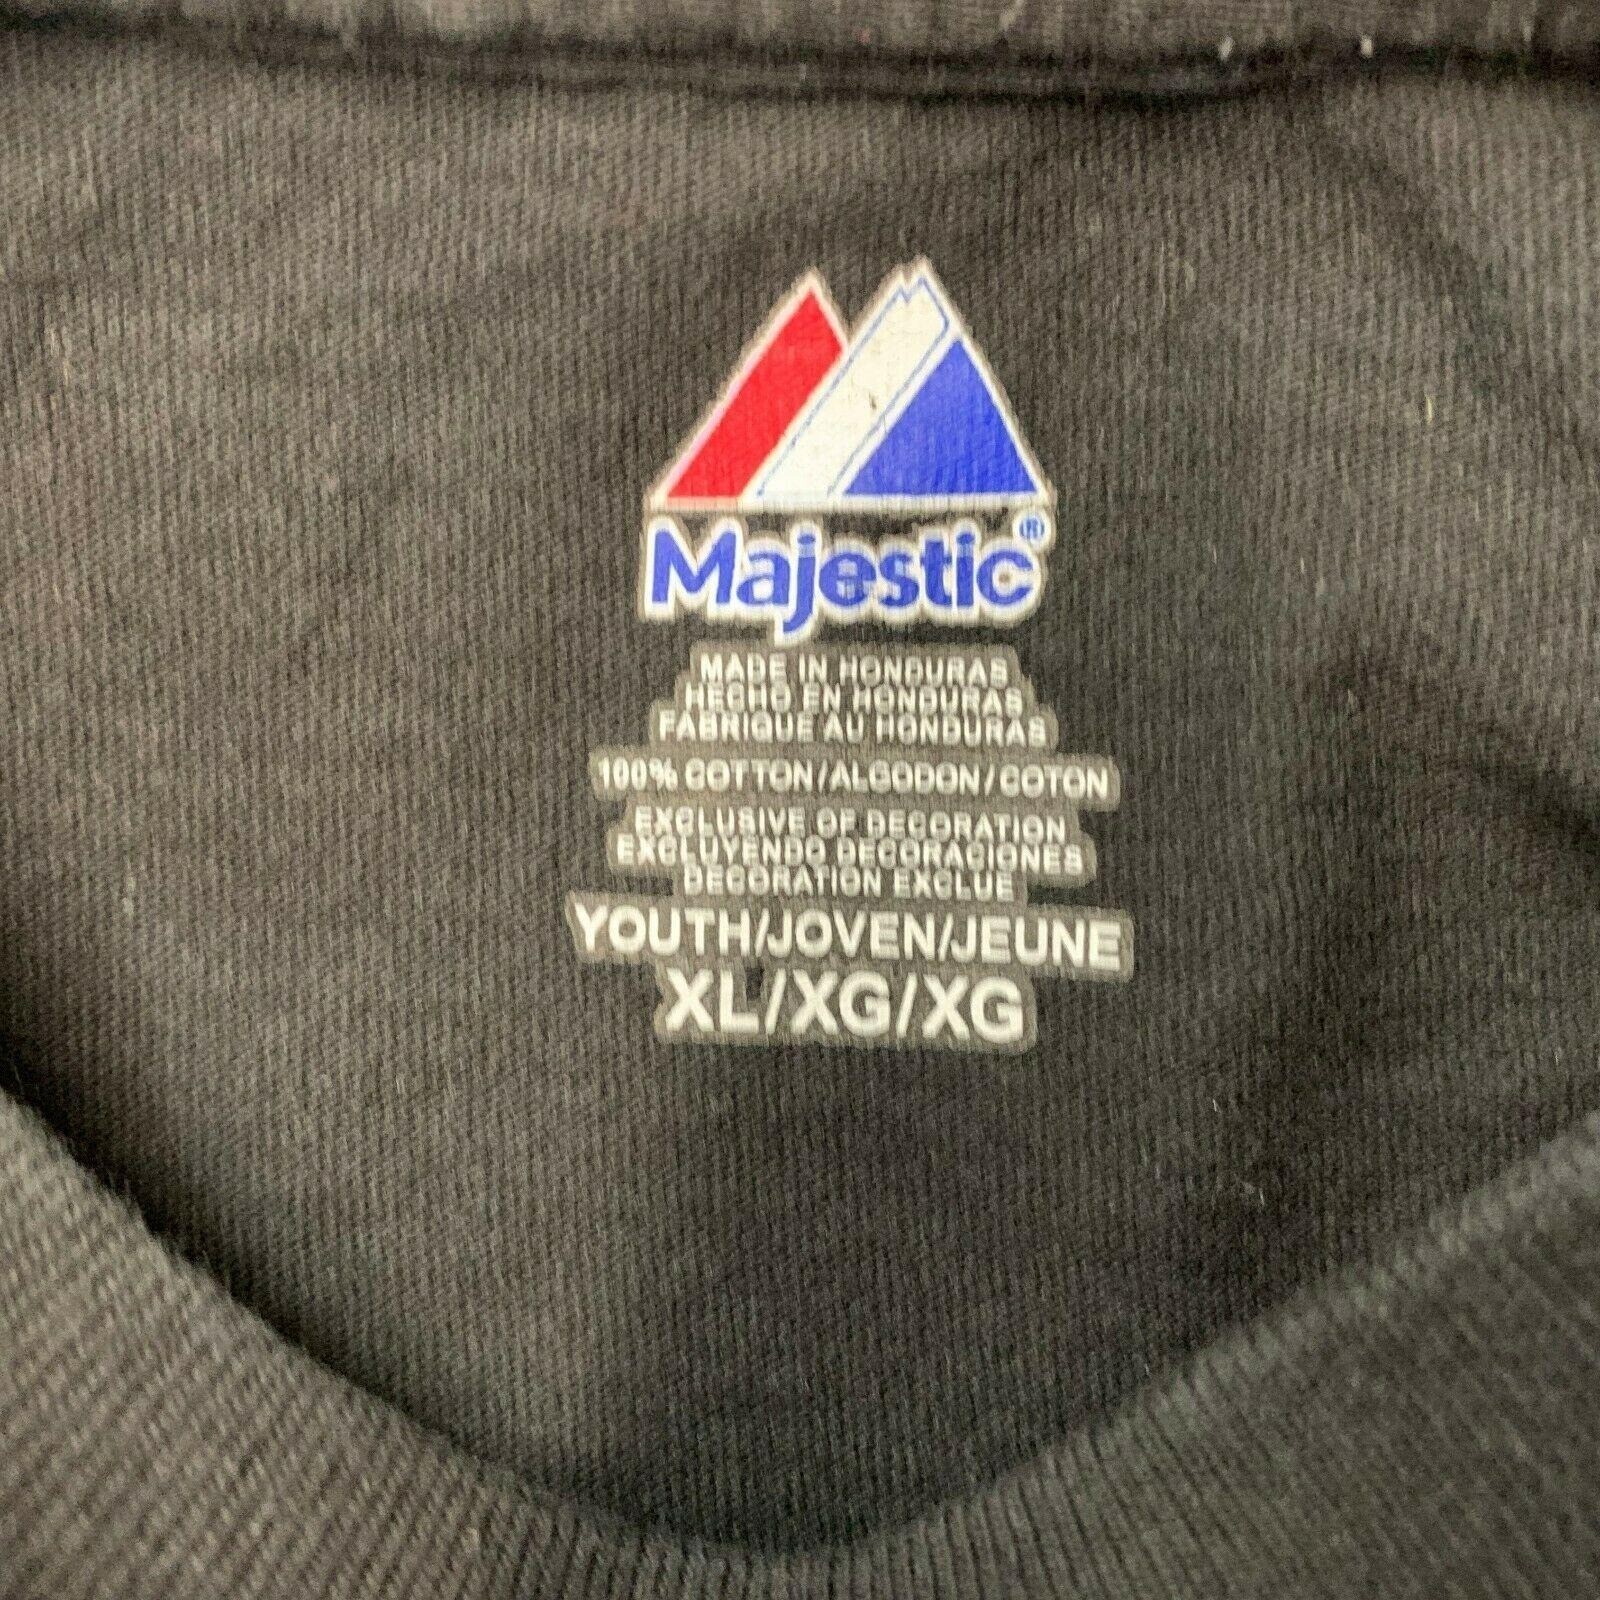 Majestic®
MADE IN HONDURAS
HECHO EN HONDURAS
FABRIQUE AU HONDURAS
100% COTTON/ALGODON/COTON
EXCLUSIVE OF DECORATION
EXCLUYENDO DECORACIONES
DECORATION EXCLUE
YOUTH/JOVEN/JEUNE
XL/XG/XG